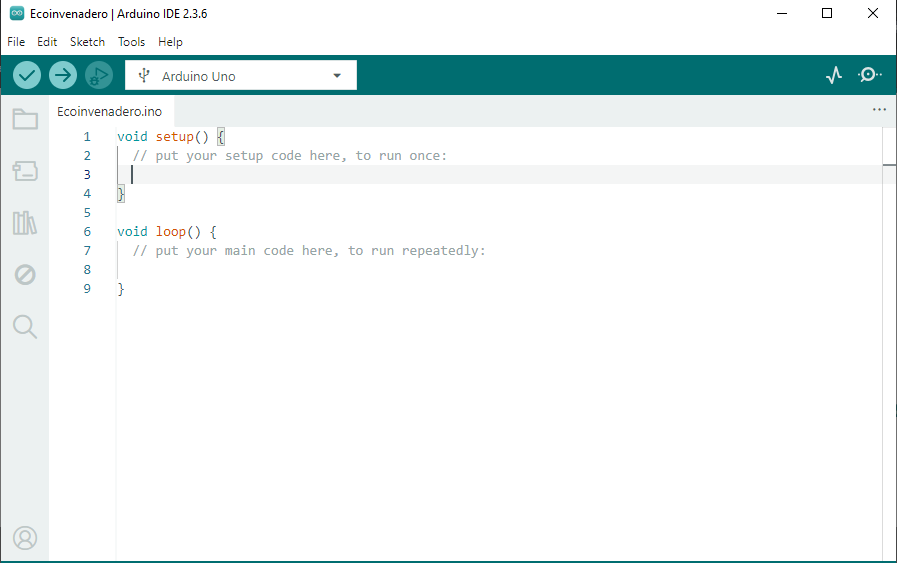 Ecoinvenadero | Arduino IDE 2.3.6
File Edit Sketch Tools Help
Arduino Uno
Ecoinvenadero.ino
1 void setup() {
2 // put your setup code here, to run once:
3
4 }
5
6 void loop() {
7 // put your main code here, to run repeatedly:
8
9 }